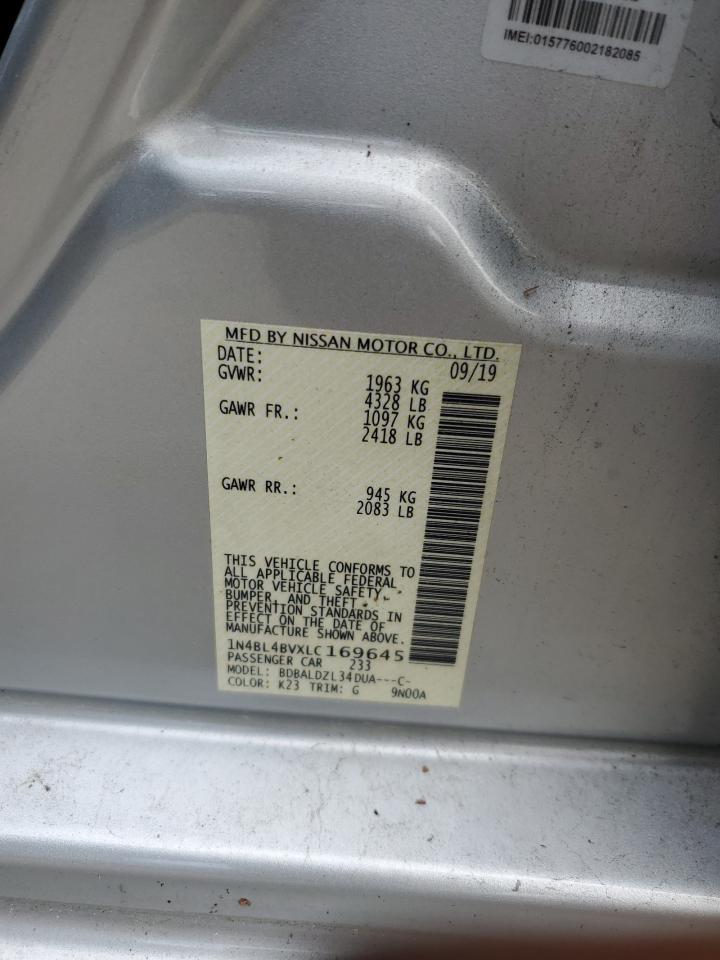 IMEI:015776002182085
MFD BY NISSAN MOTOR CO., LTD.
DATE: 09/19
GVWR: 1963 KG
4328 LB
GAWR FR.: 1097 KG
2418 LB
GAWR RR.: 945 KG
2083 LB
THIS VEHICLE CONFORMS TO
ALL APPLICABLE FEDERAL
MOTOR VEHICLE SAFETY,
BUMPER, AND THEFT
PREVENTION STANDARDS IN
EFFECT ON THE DATE OF
MANUFACTURE SHOWN ABOVE.
1N4BL4BVXLC169645
PASSENGER CAR 233
MODEL: BDBALDZL34DUA---C-
COLOR: K23 TRIM: G 9N00A